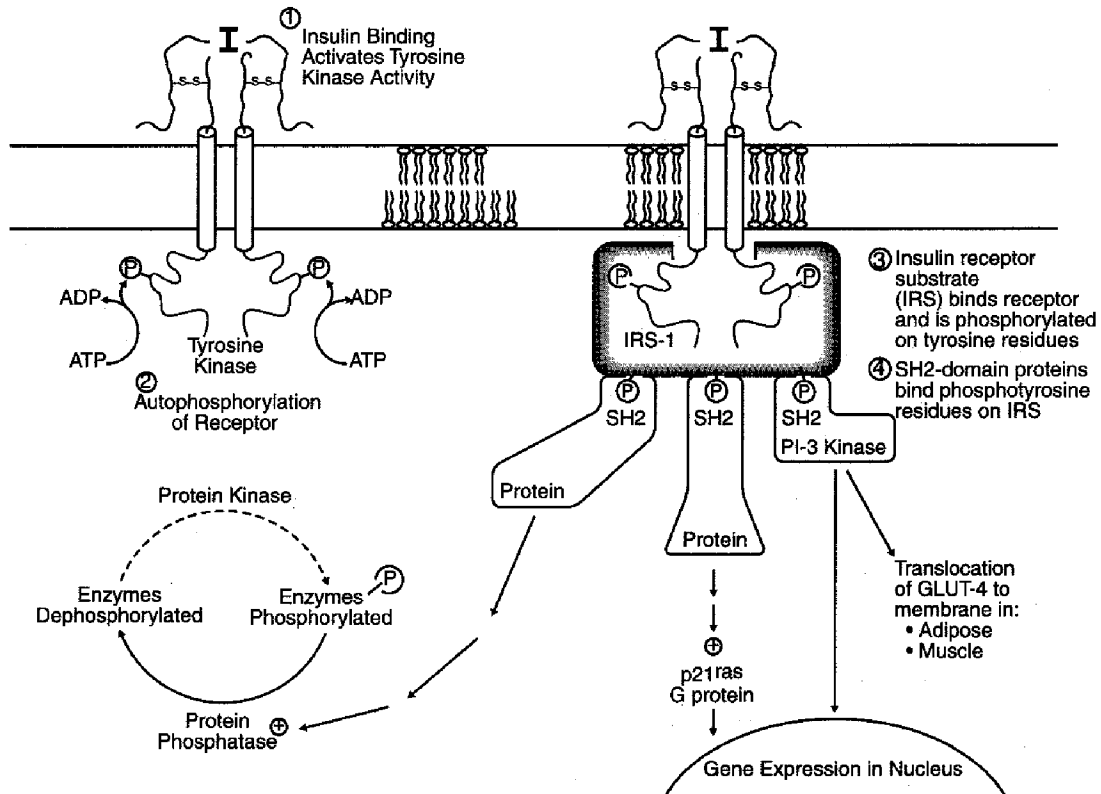 ①
Insulin Binding
Activates Tyrosine
Kinase Activity
I
S-S
S-S
I
S-S
S-S
P
P
ADP
ADP
ATP
ATP
Tyrosine
Kinase
②
Autophosphorylation
of Receptor
P
P
IRS-1
③ Insulin receptor
substrate
(IRS) binds receptor
and is phosphorylated
on tyrosine residues
④ SH2-domain proteins
bind phosphotyrosine
residues on IRS
P
SH2
Protein
P
SH2
Protein
P
SH2
PI-3 Kinase
Protein Kinase
Enzymes
Dephosphorylated
Enzymes
Phosphorylated
P
Protein
Phosphatase
+
+
p21ras
G protein
Translocation
of GLUT-4 to
membrane in:
• Adipose
• Muscle
Gene Expression in Nucleus